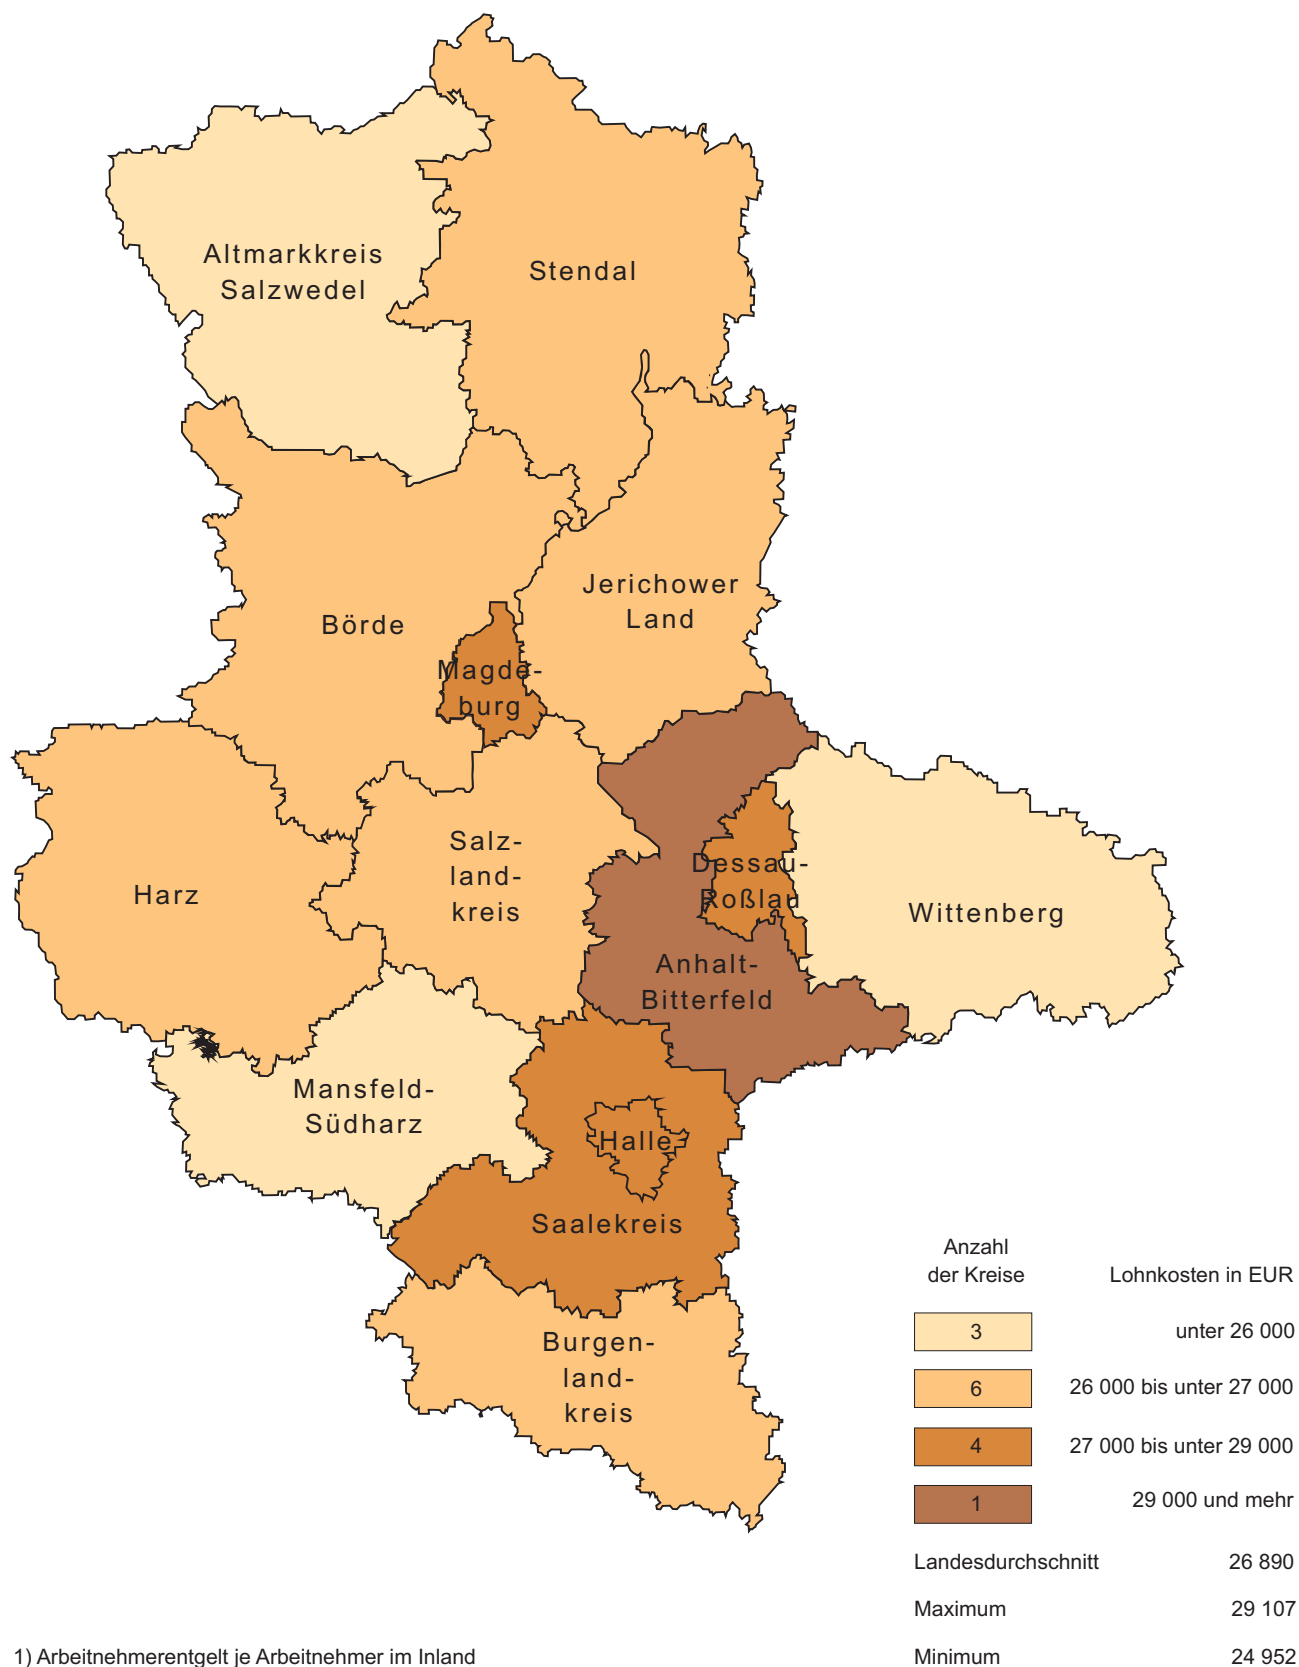 Altmarkkreis
Salzwedel
Stendal
Jerichower
Land
Börde
Magde-
burg
Salz-
land-
kreis
Harz
Dessau-
Roßlau
Wittenberg
Anhalt-
Bitterfeld
Mansfeld-
Südharz
Halle
Saalekreis
Burgen-
land-
kreis
Anzahl
der Kreise Lohnkosten in EUR
3 unter 26 000
6 26 000 bis unter 27 000
4 27 000 bis unter 29 000
1 29 000 und mehr
Landesdurchschnitt 26 890
Maximum 29 107
Minimum 24 952
1) Arbeitnehmerentgelt je Arbeitnehmer im Inland